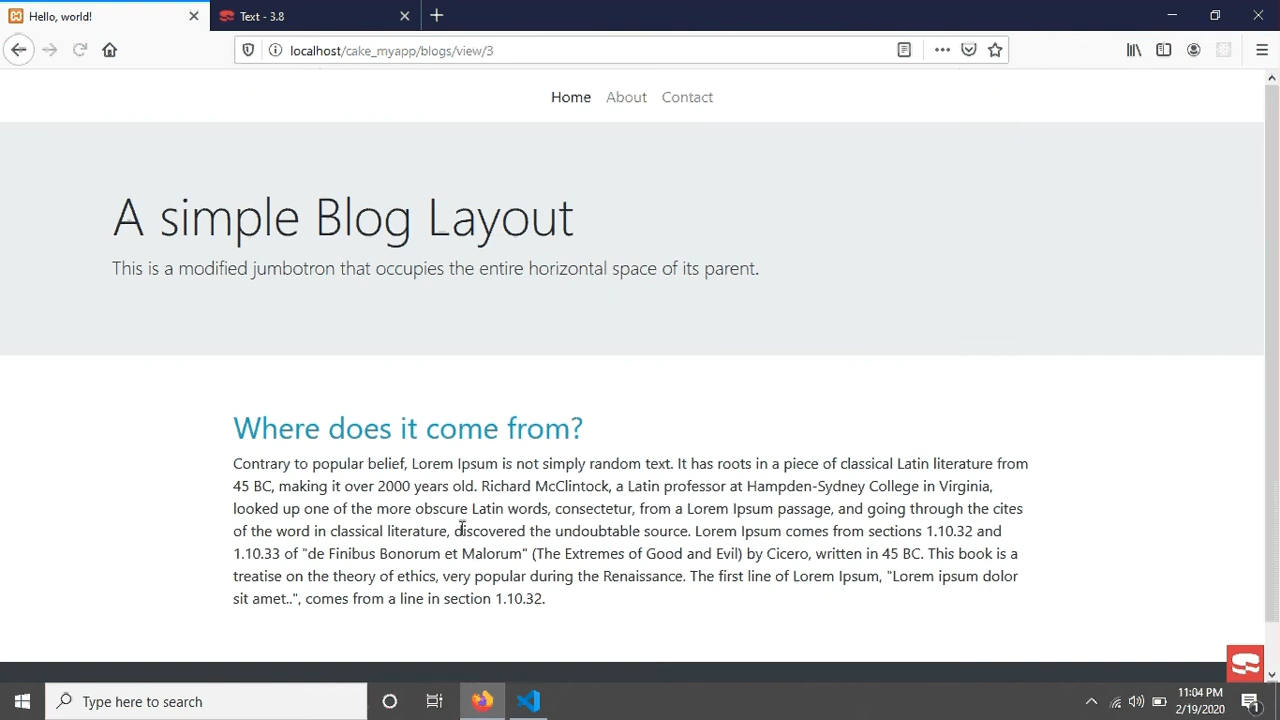 Hello, world!
Text - 3.8
localhost/cake_myapp/blogs/view/3
Home About Contact
A simple Blog Layout
This is a modified jumbotron that occupies the entire horizontal space of its parent.
Where does it come from?
Contrary to popular belief, Lorem Ipsum is not simply random text. It has roots in a piece of classical Latin literature from
45 BC, making it over 2000 years old. Richard McClintock, a Latin professor at Hampden-Sydney College in Virginia,
looked up one of the more obscure Latin words, consectetur, from a Lorem Ipsum passage, and going through the cites
of the word in classical literature, discovered the undoubtable source. Lorem Ipsum comes from sections 1.10.32 and
1.10.33 of "de Finibus Bonorum et Malorum" (The Extremes of Good and Evil) by Cicero, written in 45 BC. This book is a
treatise on the theory of ethics, very popular during the Renaissance. The first line of Lorem Ipsum, "Lorem ipsum dolor
sit amet..", comes from a line in section 1.10.32.
Type here to search
11:04 PM
2/19/2020
1